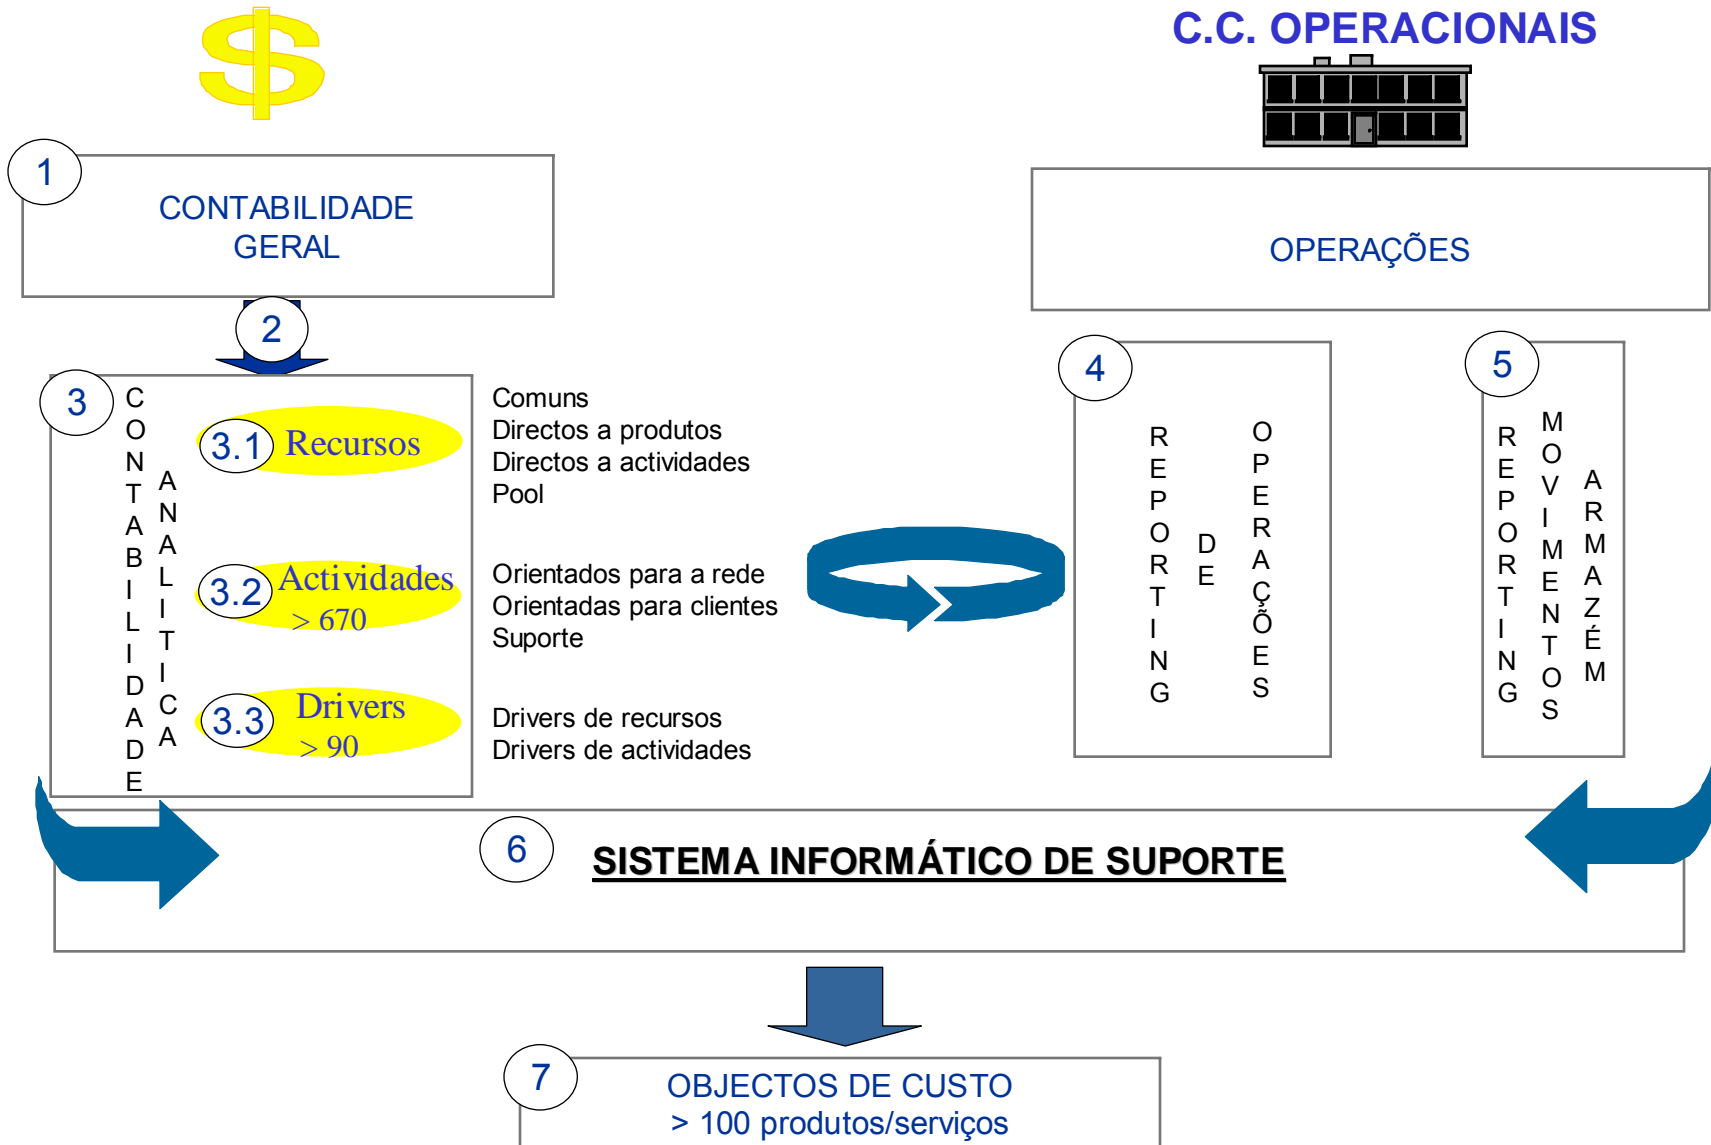 C.C. OPERACIONAIS
1
CONTABILIDADE
GERAL
OPERAÇÕES
2
3
CONTABILIDADE
ANALITICA
3.1 Recursos
Comuns
Directos a produtos
Directos a actividades
Pool
3.2 Actividades
> 670
Orientados para a rede
Orientadas para clientes
Suporte
3.3 Drivers
> 90
Drivers de recursos
Drivers de actividades
4
REPORTING
DE
OPERAÇÕES
5
REPORTING
MOVIMENTOS
ARMAZÉM
6
SISTEMA INFORMÁTICO DE SUPORTE
7
OBJECTOS DE CUSTO
> 100 produtos/serviços